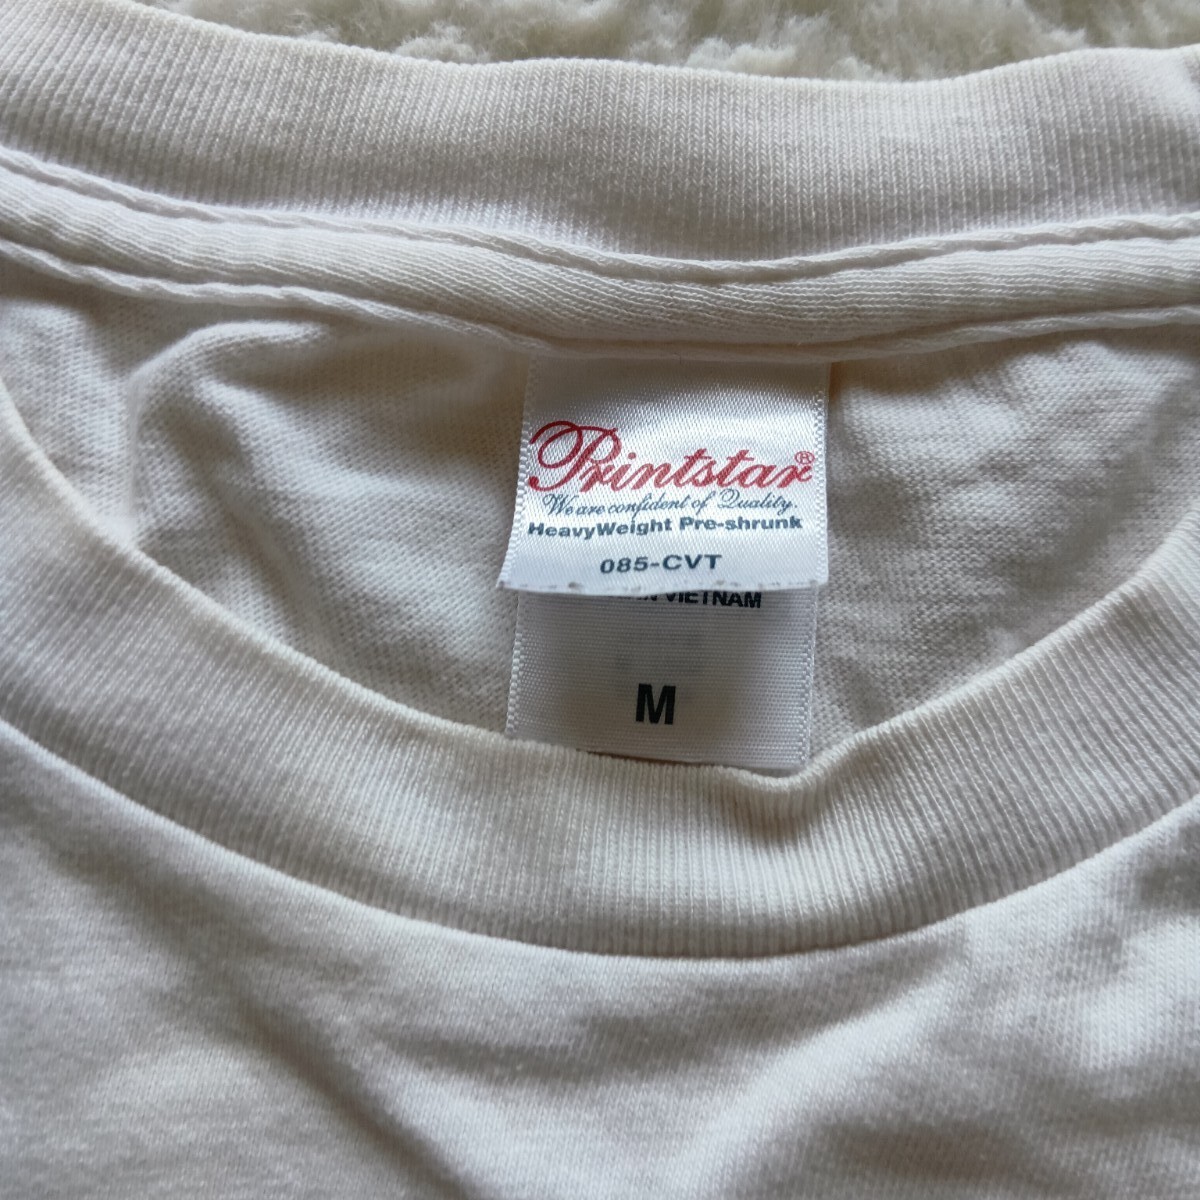 Printstar®
We are confident of Quality.
HeavyWeight Pre-shrunk
085-CVT
VIETNAM
M